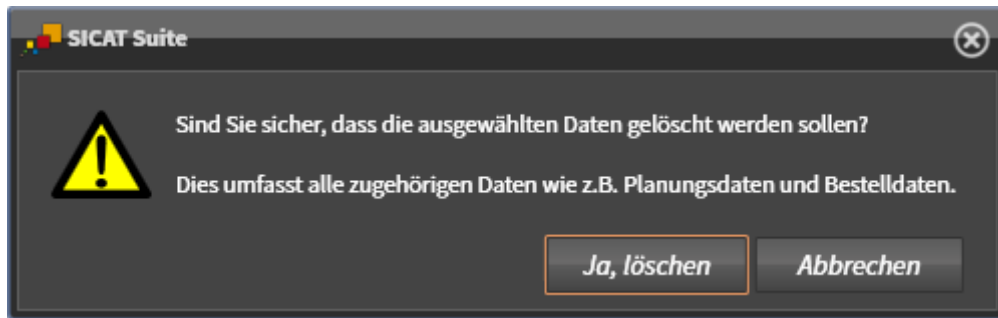 SICAT Suite
Sind Sie sicher, dass die ausgewählten Daten gelöscht werden sollen?
Dies umfasst alle zugehörigen Daten wie z.B. Planungsdaten und Bestelldaten.
Ja, löschen
Abbrechen